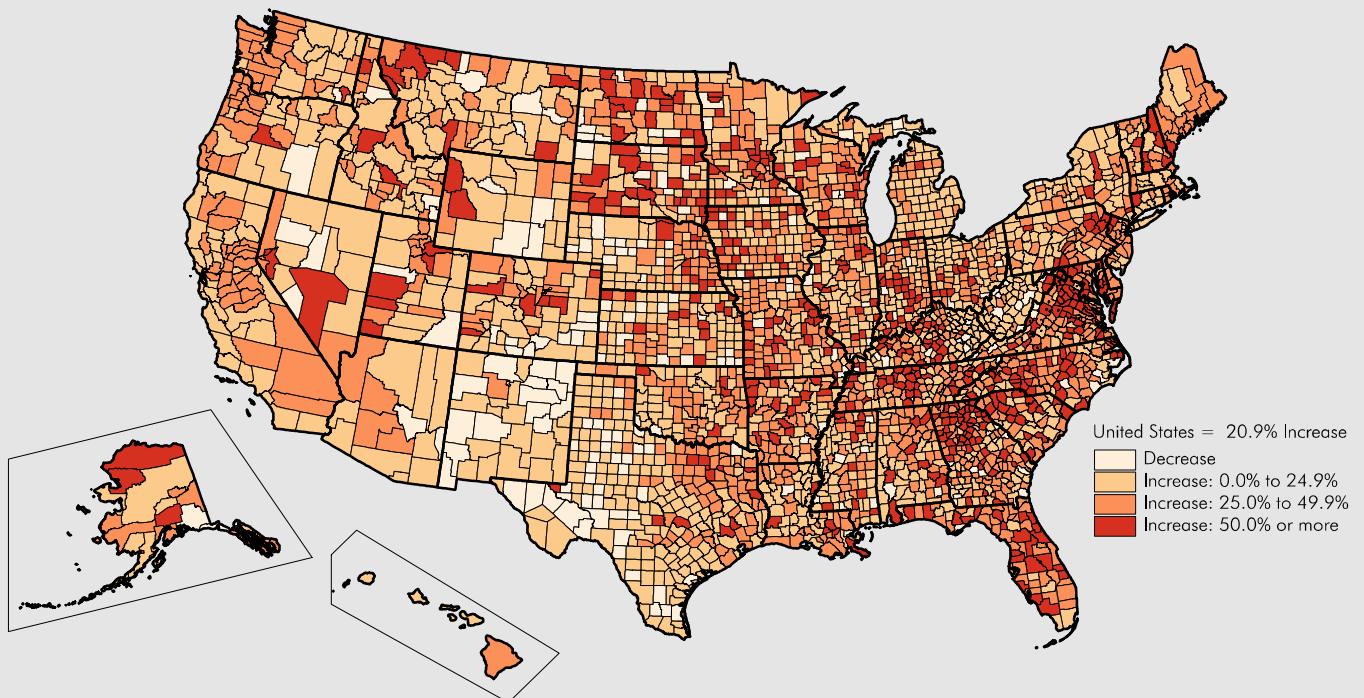 United States = 20.9% Increase
Decrease
Increase: 0.0% to 24.9%
Increase: 25.0% to 49.9%
Increase: 50.0% or more